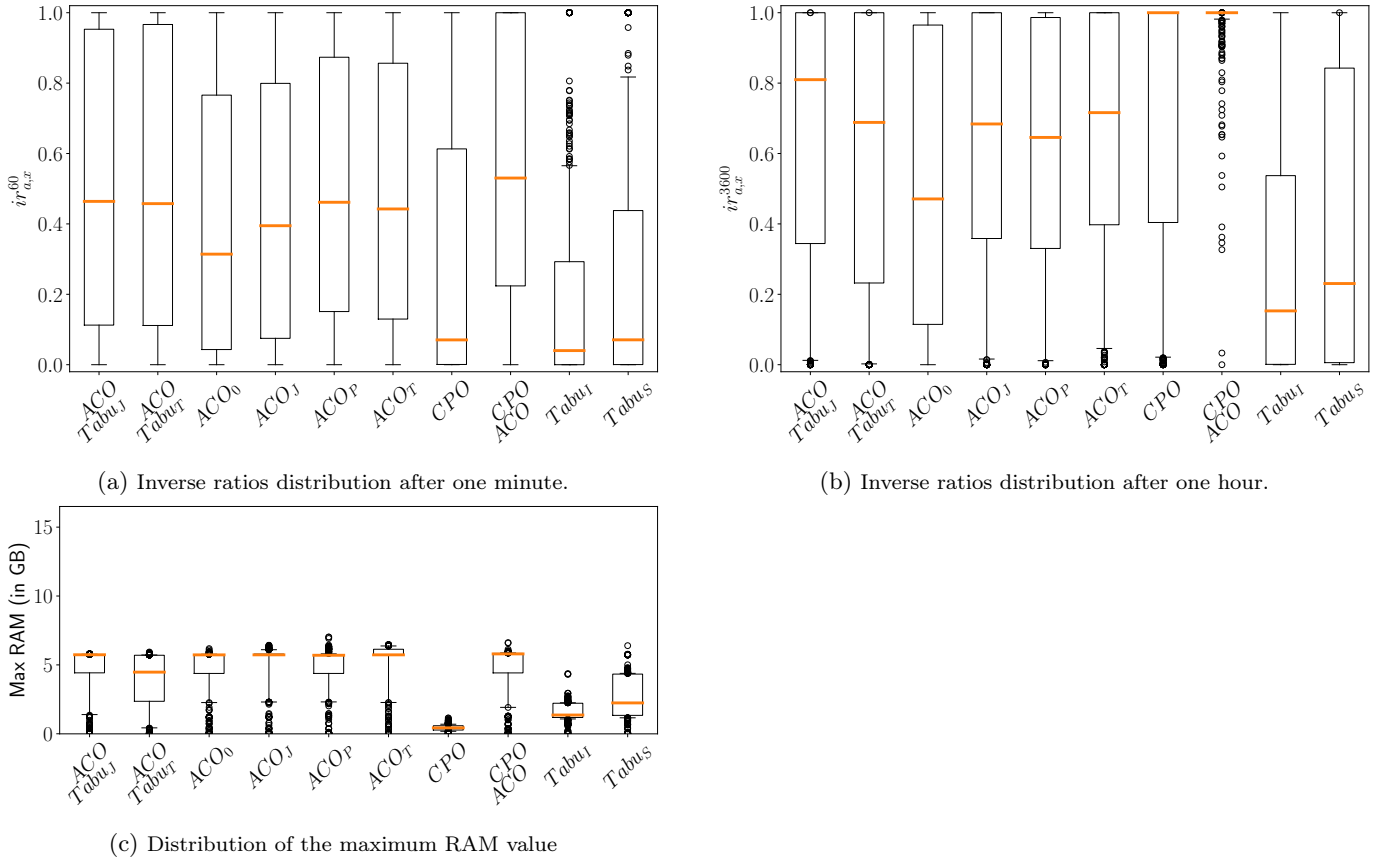 1.0
0.8
0.6
0.4
0.2
0.0
ir^{60}_{a,x}
ACO Tabu_J
ACO Tabu_T
ACO_0
ACO_J
ACO_P
ACO_T
CPO
CPO ACO
Tabu_I
Tabu_S
(a) Inverse ratios distribution after one minute.
1.0
0.8
0.6
0.4
0.2
0.0
ir^{3600}_{a,x}
ACO Tabu_J
ACO Tabu_T
ACO_0
ACO_J
ACO_P
ACO_T
CPO
CPO ACO
Tabu_I
Tabu_S
(b) Inverse ratios distribution after one hour.
15
10
5
0
Max RAM (in GB)
ACO Tabu_J
ACO Tabu_T
ACO_0
ACO_J
ACO_P
ACO_T
CPO
CPO ACO
Tabu_I
Tabu_S
(c) Distribution of the maximum RAM value